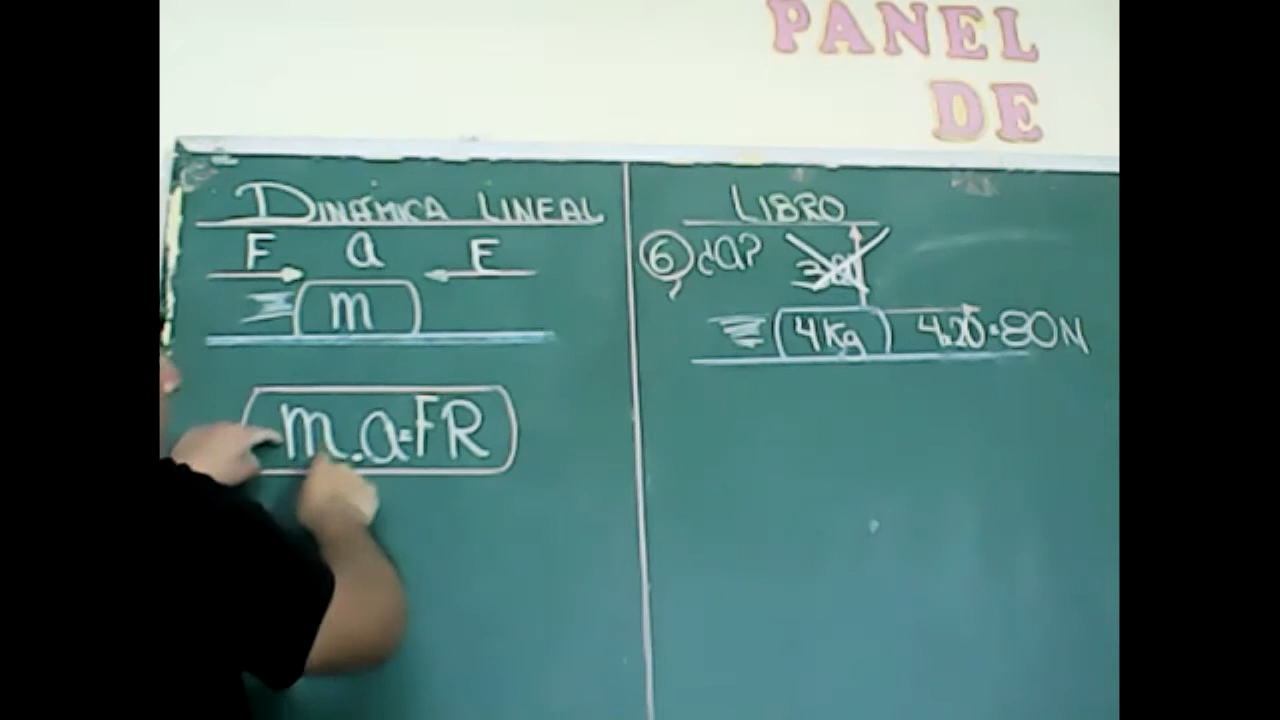 PANEL
DE
DINÁMICA LINEAL
F a F
m
m.a=FR
LIBRO
6) ¿a?
4Kg 4.20=80N